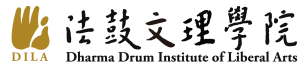 法鼓文理學院
DILA Dharma Drum Institute of Liberal Arts